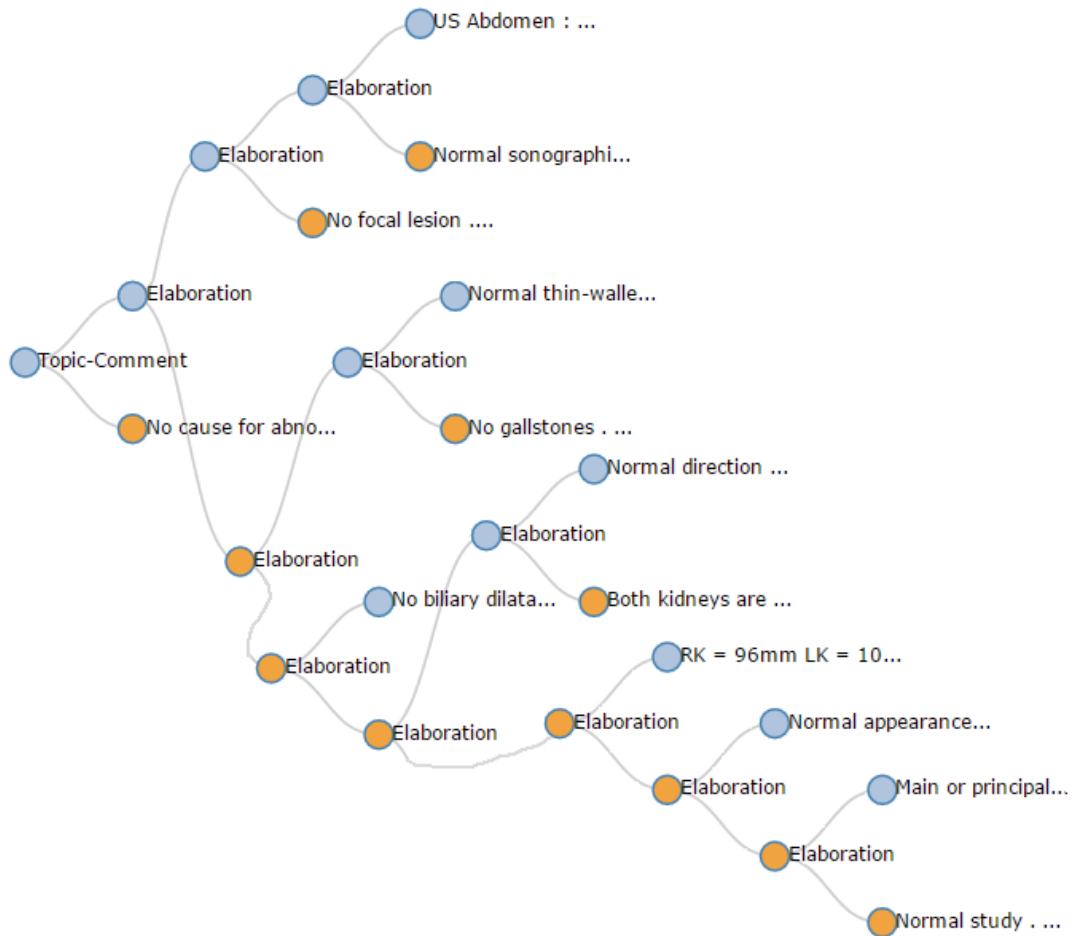 US Abdomen : ...
Elaboration
Elaboration
Normal sonographi...
No focal lesion ....
Elaboration
Normal thin-walle...
Topic-Comment
Elaboration
No cause for abno...
No gallstones . ...
Normal direction ...
Elaboration
Elaboration
No biliary dilata...
Both kidneys are ...
Elaboration
RK = 96mm LK = 10...
Elaboration
Elaboration
Normal appearance...
Elaboration
Main or principal...
Elaboration
Normal study . ...